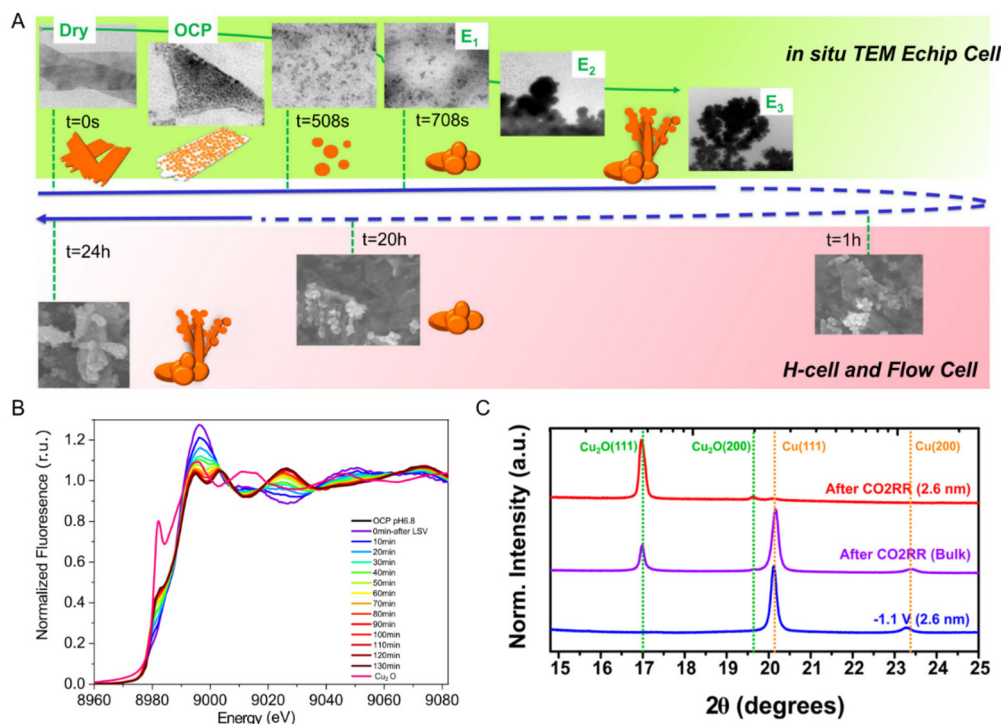 A
Dry
OCP
E1
E2
E3
in situ TEM Echip Cell
t=0s
t=508s
t=708s
t=24h
t=20h
t=1h
H-cell and Flow Cell
B
Normalized Fluoresence (r.u.)
1.2
1.0
0.8
0.6
0.4
0.2
0.0
8960
8980
9000
9020
9040
9060
9080
Energy (eV)
OCP pH6.8
0min-after LSV
10min
20min
30min
40min
50min
60min
70min
80min
90min
100min
110min
120min
130min
Cu2 O
C
Norm. Intensity (a.u.)
Cu2O(111)
Cu2O(200)
Cu(111)
Cu(200)
After CO2RR (2.6 nm)
After CO2RR (Bulk)
-1.1 V (2.6 nm)
15
16
17
18
19
20
21
22
23
24
25
2θ (degrees)